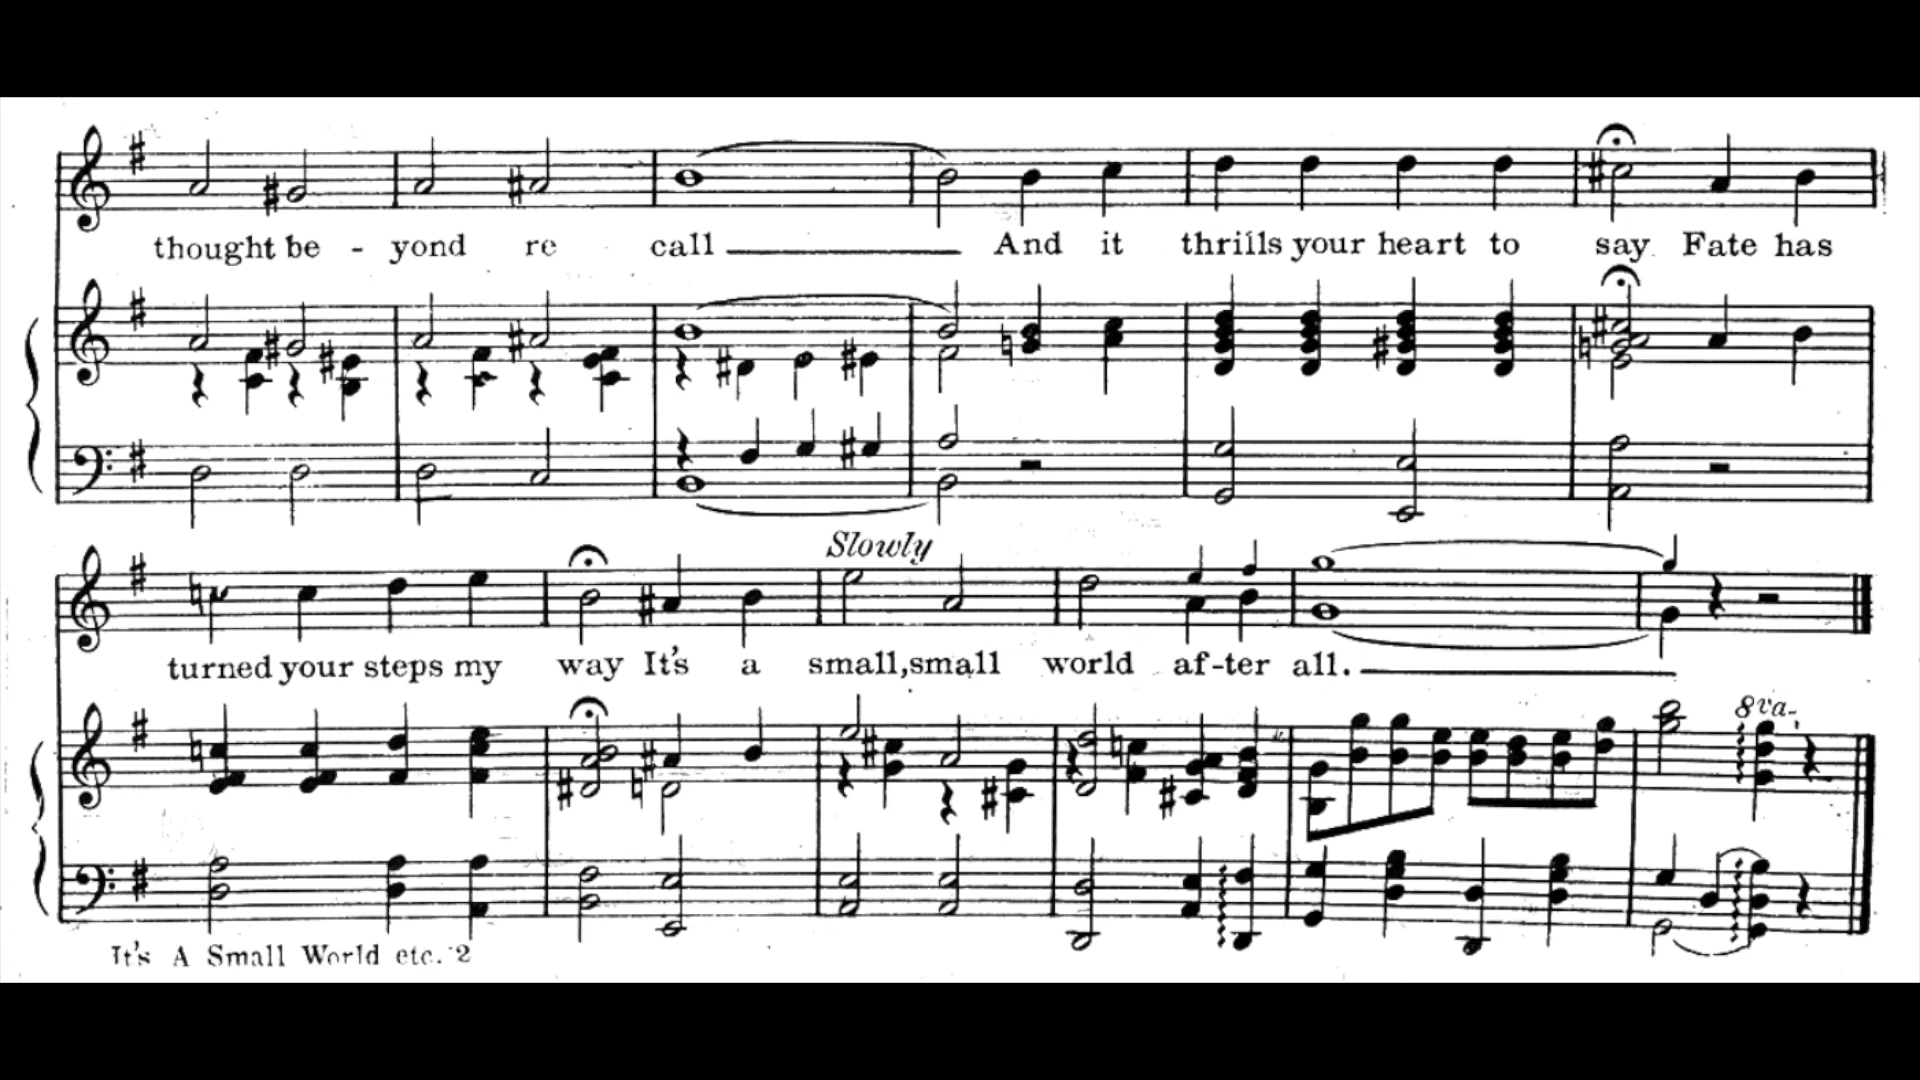 thought be - yond re call And it thrills your heart to say Fate has
Slowly
turned your steps my way It's a small, small world af-ter all.
8va-
It's A Small World etc. 2